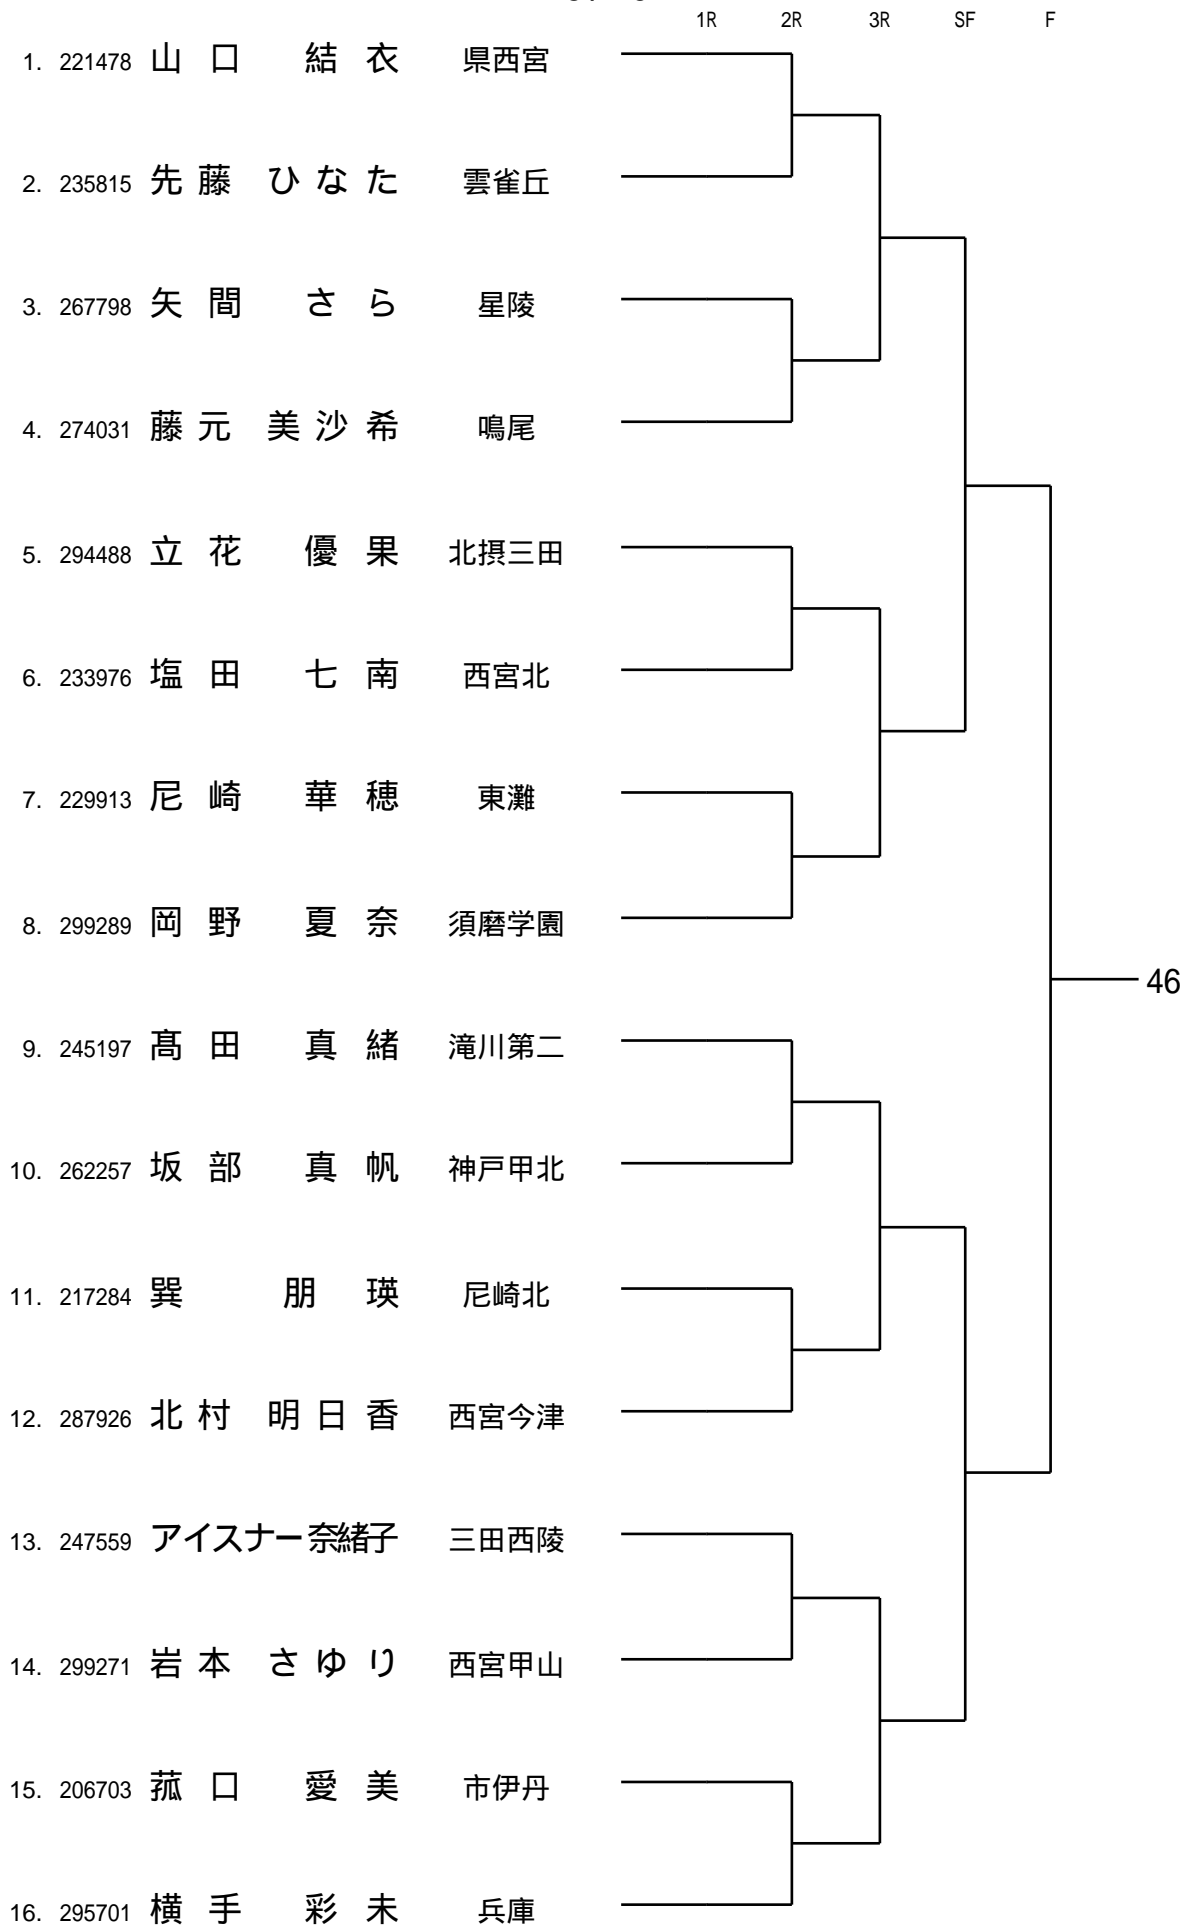 1R 2R 3R SF F
1. 221478 山口 結衣 県西宮
2. 235815 先藤 ひなた 雲雀丘
3. 267798 矢間 さら 星陵
4. 274031 藤元 美沙希 鳴尾
5. 294488 立花 優果 北摂三田
6. 233976 塩田 七南 西宮北
7. 229913 尼崎 華穂 東灘
8. 299289 岡野 夏奈 須磨学園
46
9. 245197 髙田 真緒 滝川第二
10. 262257 坂部 真帆 神戸甲北
11. 217284 巽 朋瑛 尼崎北
12. 287926 北村 明日香 西宮今津
13. 247559 アイスナー奈緒子 三田西陵
14. 299271 岩本 さゆり 西宮甲山
15. 206703 菰口 愛美 市伊丹
16. 295701 横手 彩未 兵庫